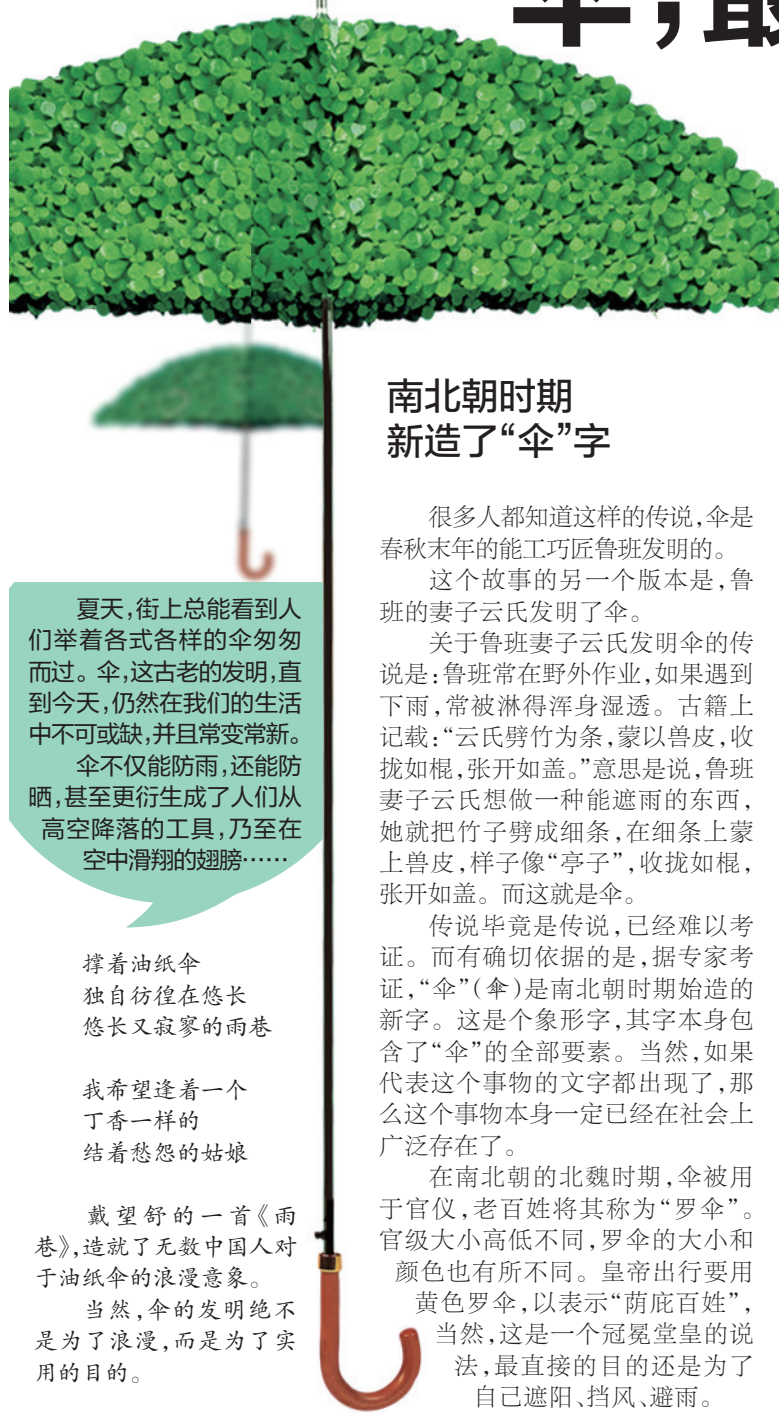 伞，最
夏天，街上总能看到人
们举着各式各样的伞匆匆
而过。伞，这古老的发明，直
到今天，仍然在我们的生活
中不可或缺，并且常变常新。
伞不仅能防雨，还能防
晒，甚至更衍生成了人们从
高空降落的工具，乃至在
空中滑翔的翅膀……
撑着油纸伞
独自彷徨在悠长
悠长又寂寥的雨巷
我希望逢着一个
丁香一样的
结着愁怨的姑娘
戴望舒的一首《雨
巷》，造就了无数中国人对
于油纸伞的浪漫意象。
当然，伞的发明绝不
是为了浪漫，而是为了实
用的目的。
南北朝时期
新造了“伞”字
很多人都知道这样的传说，伞是
春秋末年的能工巧匠鲁班发明的。
这个故事的另一个版本是，鲁
班的妻子云氏发明了伞。
关于鲁班妻子云氏发明伞的传
说是：鲁班常在野外作业，如果遇到
下雨，常被淋得浑身湿透。古籍上
记载：“云氏劈竹为条，蒙以兽皮，收
拢如棍，张开如盖。”意思是说，鲁班
妻子云氏想做一种能遮雨的东西，
她就把竹子劈成细条，在细条上蒙
上兽皮，样子像“亭子”，收拢如棍，
张开如盖。而这就是伞。
传说毕竟是传说，已经难以考
证。而有确切依据的是，据专家考
证，“伞”(傘)是南北朝时期始造的
新字。这是个象形字，其字本身包
含了“伞”的全部要素。当然，如果
代表这个事物的文字都出现了，那
么这个事物本身一定已经在社会上
广泛存在了。
在南北朝的北魏时期，伞被用
于官仪，老百姓将其称为“罗伞”。
官级大小高低不同，罗伞的大小和
颜色也有所不同。皇帝出行要用
黄色罗伞，以表示“荫庇百姓”，
当然，这是一个冠冕堂皇的说
法，最直接的目的还是为了
自己遮阳、挡风、避雨。